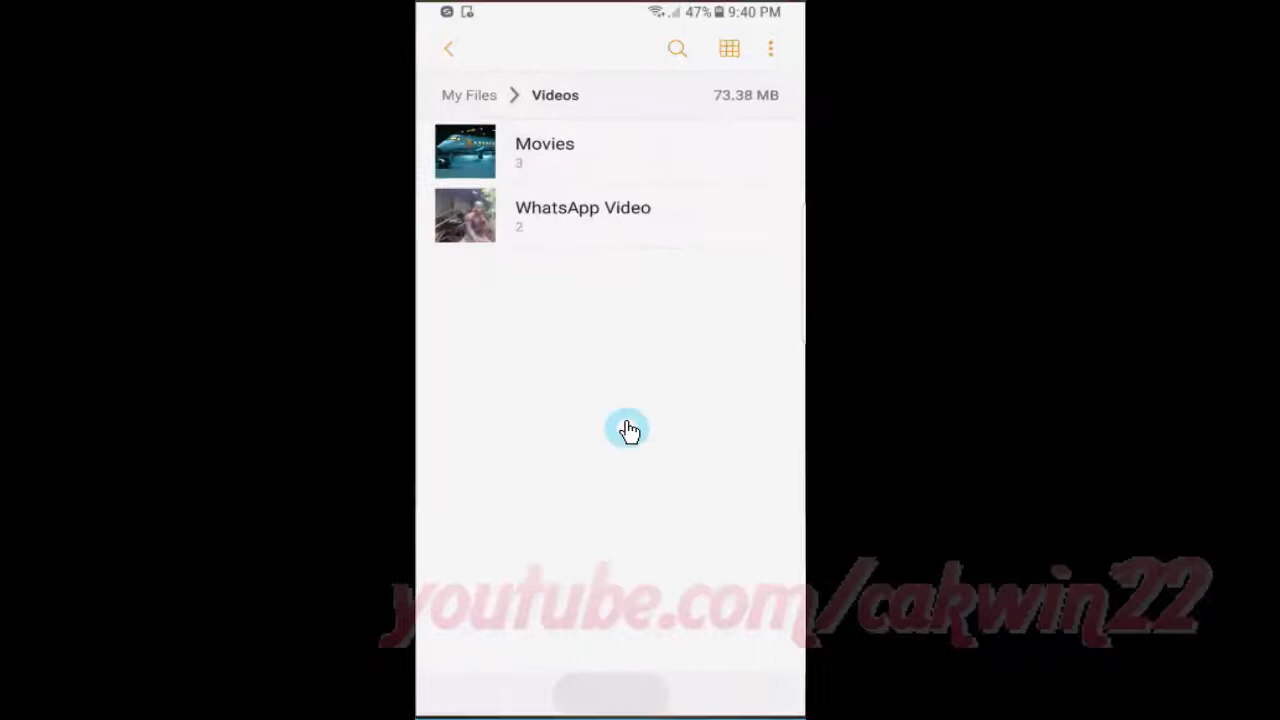 47% 9:40 PM
My Files Videos 73.38 MB
Movies
3
WhatsApp Video
2
youtube.com/cakwin22